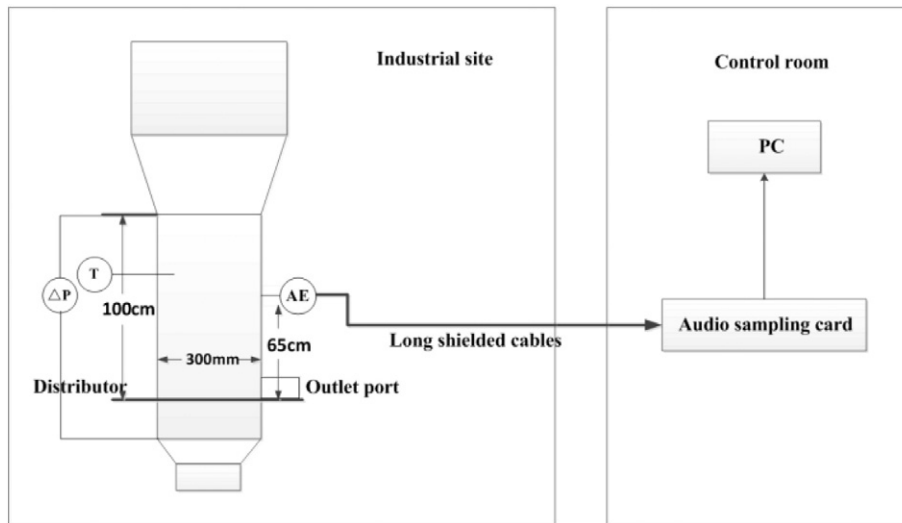 Industrial site
Control room
PC
T
△P
AE
100cm
Audio sampling card
Long shielded cables
65cm
300mm
Distributor
Outlet port